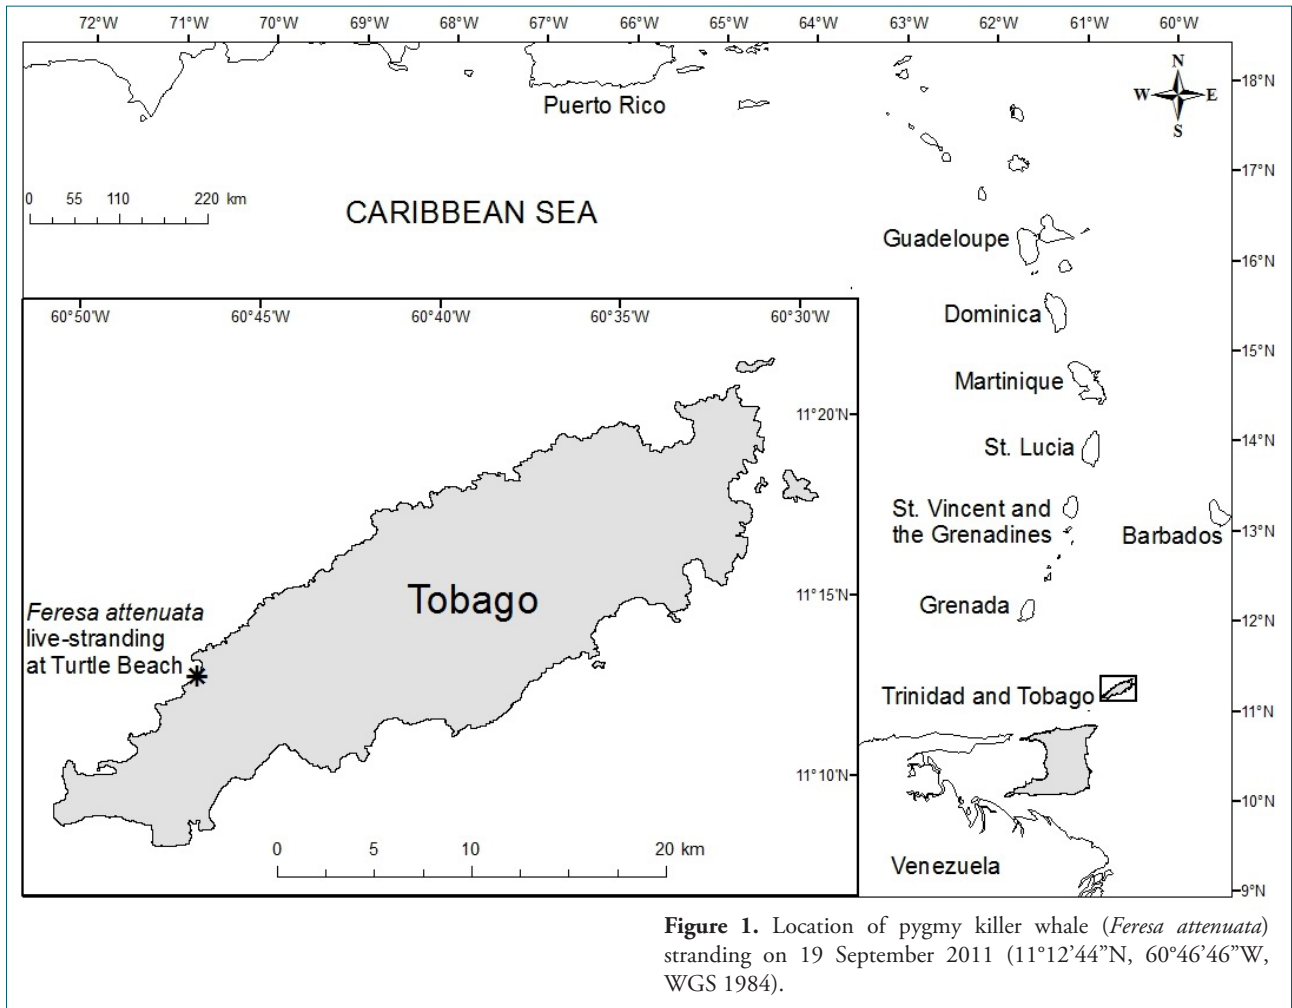 72°W 71°W 70°W 69°W 68°W 67°W 66°W 65°W 64°W 63°W 62°W 61°W 60°W
N
W E
S
18°N
Puerto Rico
17°N
0 55 110 220 km
CARIBBEAN SEA
Guadeloupe
16°N
Dominica
15°N
Martinique
14°N
St. Lucia
St. Vincent and
the Grenadines
Barbados
13°N
Grenada
12°N
Trinidad and Tobago
11°N
10°N
Venezuela
9°N
60°50'W 60°45'W 60°40'W 60°35'W 60°30'W
11°20'N
Tobago
11°15'N
Feresa attenuata
live-stranding
at Turtle Beach
11°10'N
0 5 10 20 km
Figure 1. Location of pygmy killer whale (Feresa attenuata)
stranding on 19 September 2011 (11°12’44”N, 60°46’46”W,
WGS 1984).